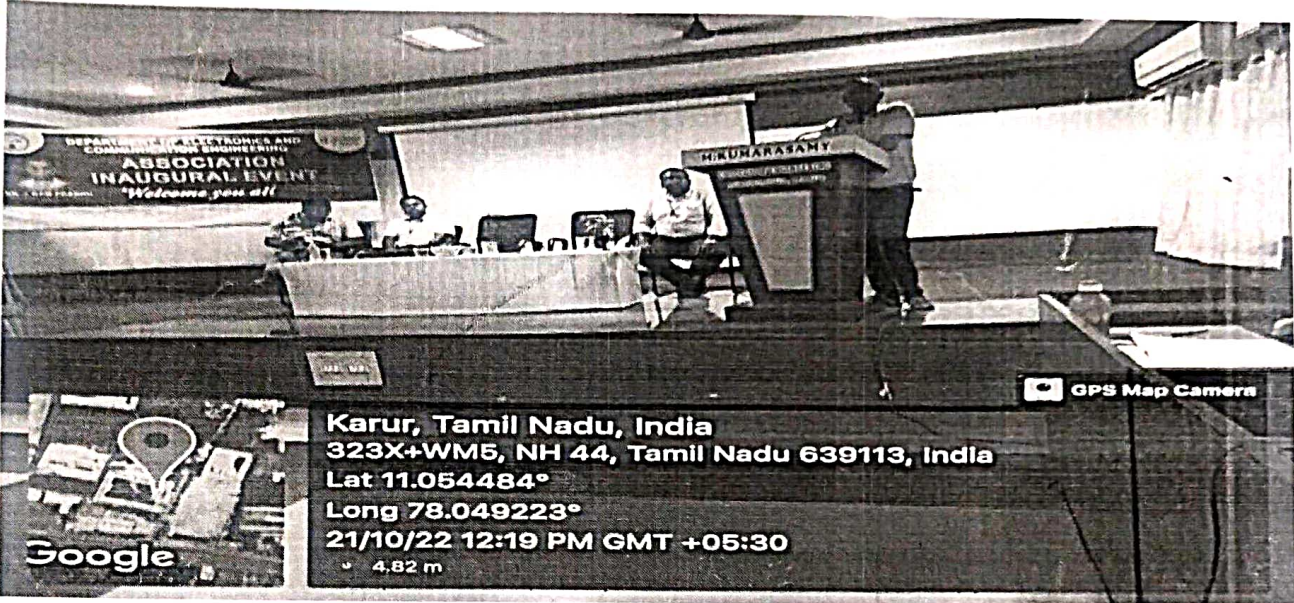 DEPARTMENT OF ELECTRONICS AND
COMMUNICATION ENGINEERING
ASSOCIATION
INAUGURAL EVENT
"Welcome you all
M.KUMARASAMY
GPS Map Camera
Karur, Tamil Nadu, India
323X+WM5, NH 44, Tamil Nadu 639113, India
Lat 11.054484°
Long 78.049223°
21/10/22 12:19 PM GMT +05:30
4.82 m
Google